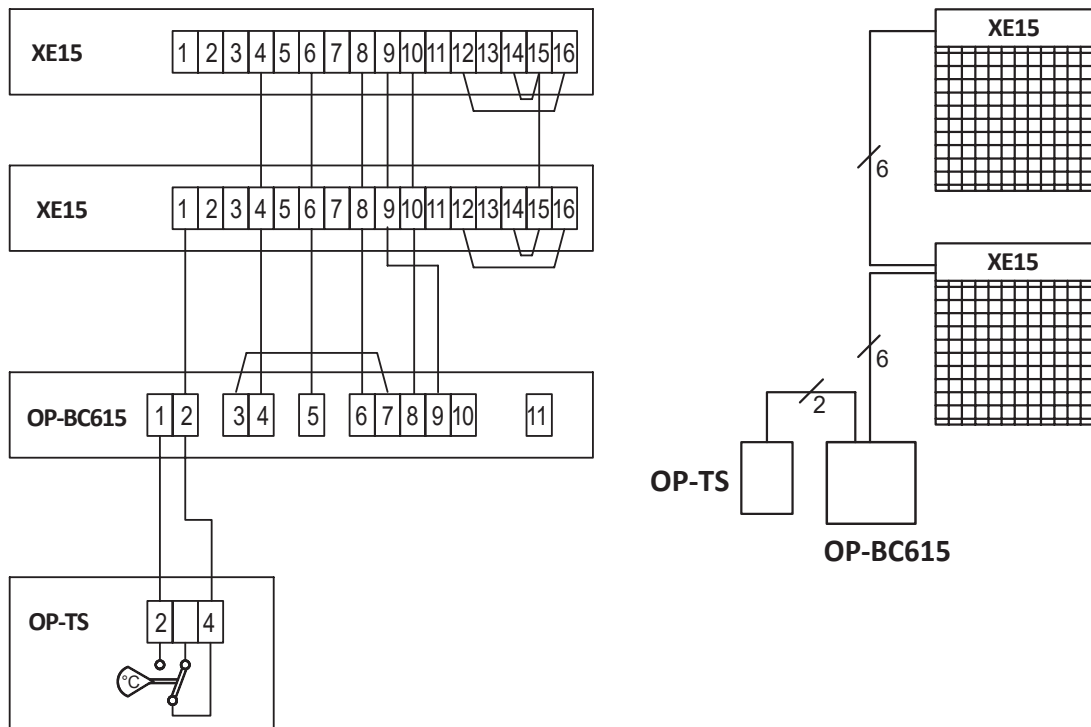 XE15 1 2 3 4 5 6 7 8 9 10 11 12 13 14 15 16
XE15 1 2 3 4 5 6 7 8 9 10 11 12 13 14 15 16
OP-BC615 1 2 3 4 5 6 7 8 9 10 11
OP-TS 2 4
°C
XE15
6
XE15
6
2
OP-TS
OP-BC615